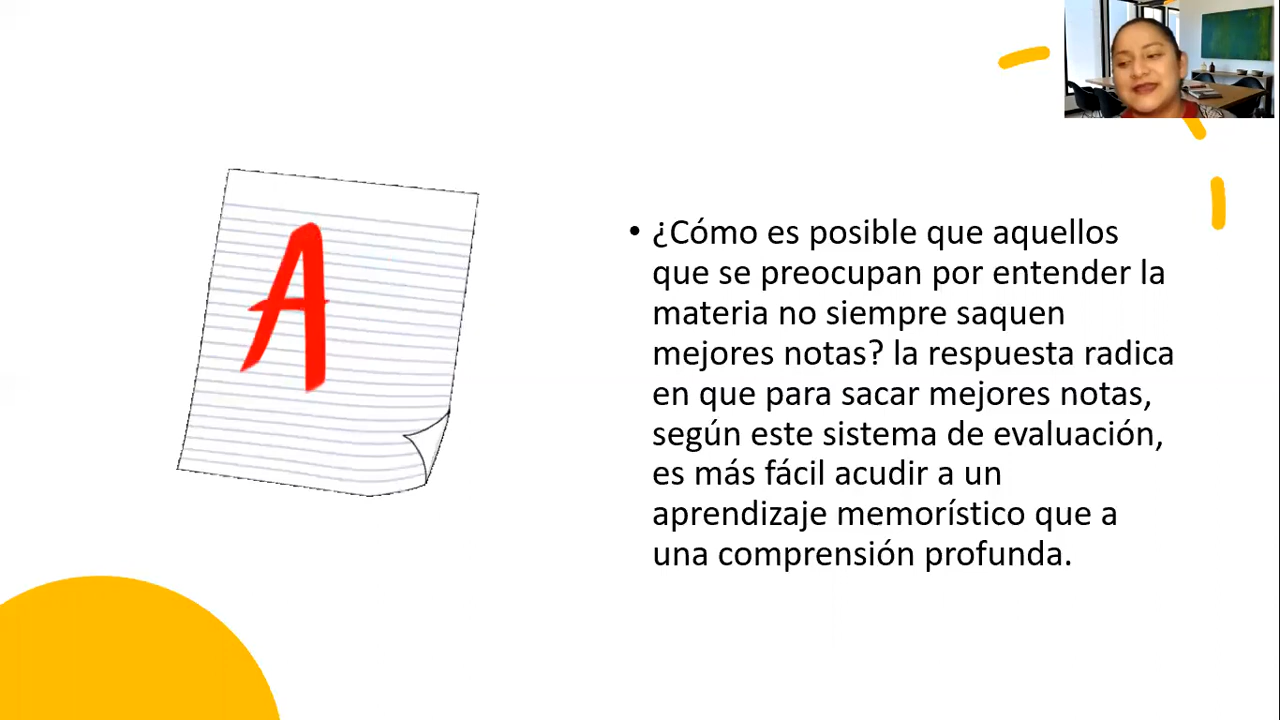 A
• ¿Cómo es posible que aquellos
que se preocupan por entender la
materia no siempre saquen
mejores notas? la respuesta radica
en que para sacar mejores notas,
según este sistema de evaluación,
es más fácil acudir a un
aprendizaje memorístico que a
una comprensión profunda.